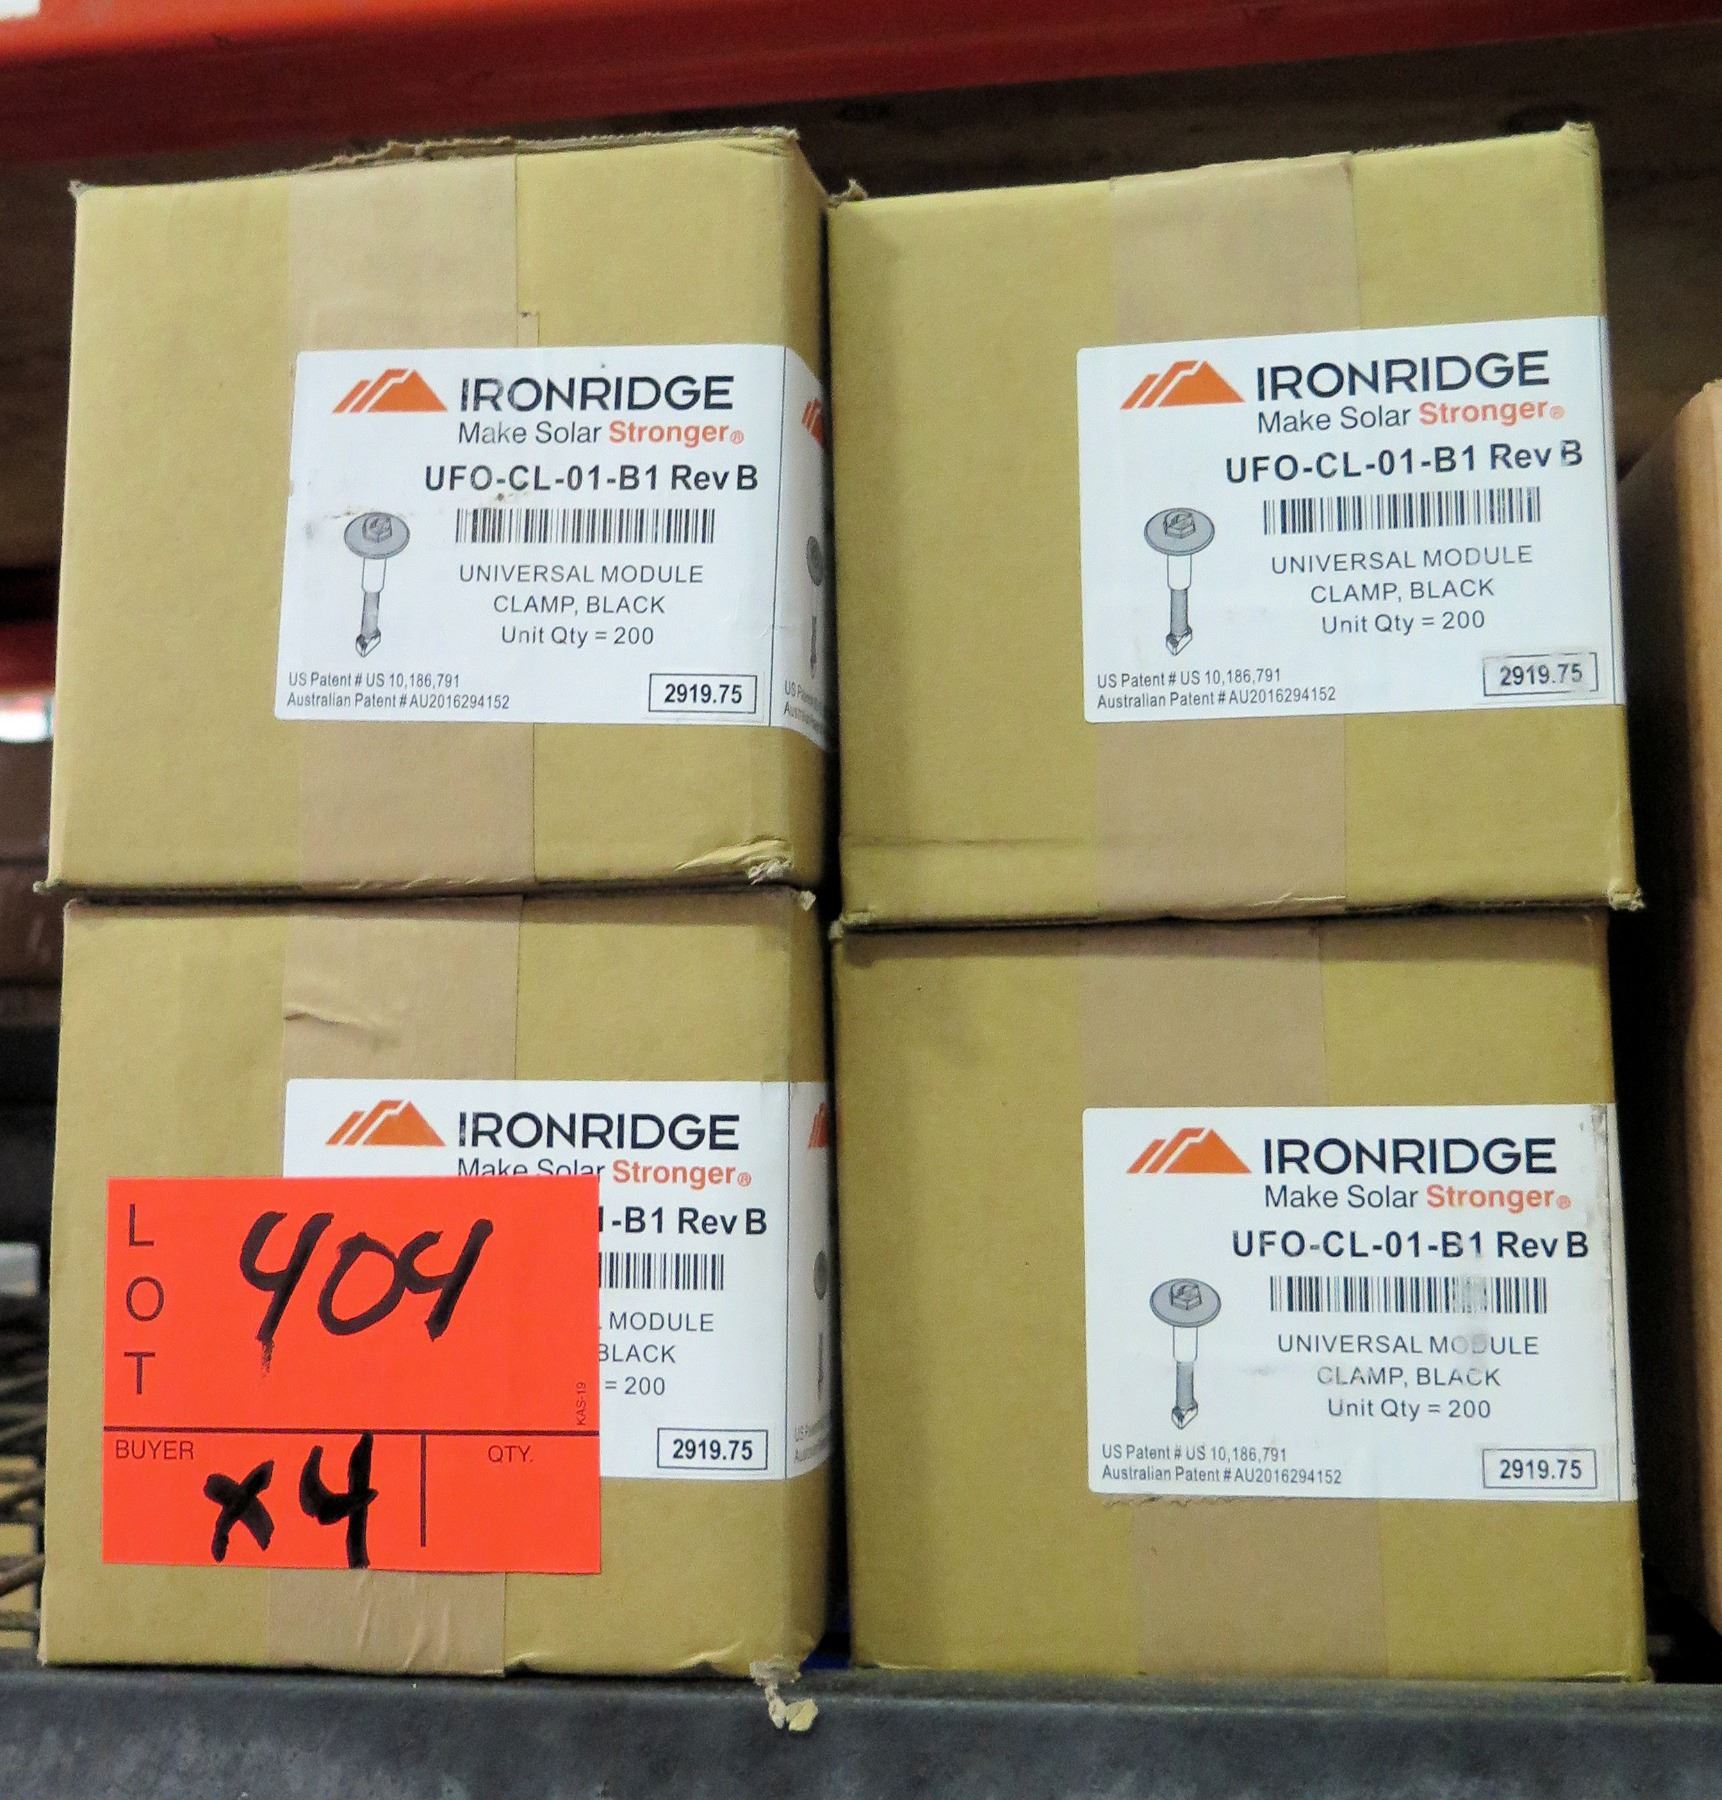 IRONRIDGE
Make Solar Stronger®
UFO-CL-01-B1 Rev B
UNIVERSAL MODULE
CLAMP, BLACK
Unit Qty = 200
US Patent # US 10,186,791
Australian Patent # AU2016294152
2919.75
IRONRIDGE
Make Solar Stronger®
UFO-CL-01-B1 Rev B
UNIVERSAL MODULE
CLAMP, BLACK
Unit Qty = 200
US Patent # US 10,186,791
Australian Patent # AU2016294152
2919.75
IRONRIDGE
Make Solar Stronger®
-B1 Rev B
MODULE
BLACK
= 200
2919.75
LOT
404
KAS-19
BUYER
x4
QTY.
IRONRIDGE
Make Solar Stronger®
UFO-CL-01-B1 Rev B
UNIVERSAL MODULE
CLAMP, BLACK
Unit Qty = 200
US Patent # US 10,186,791
Australian Patent # AU2016294152
2919.75